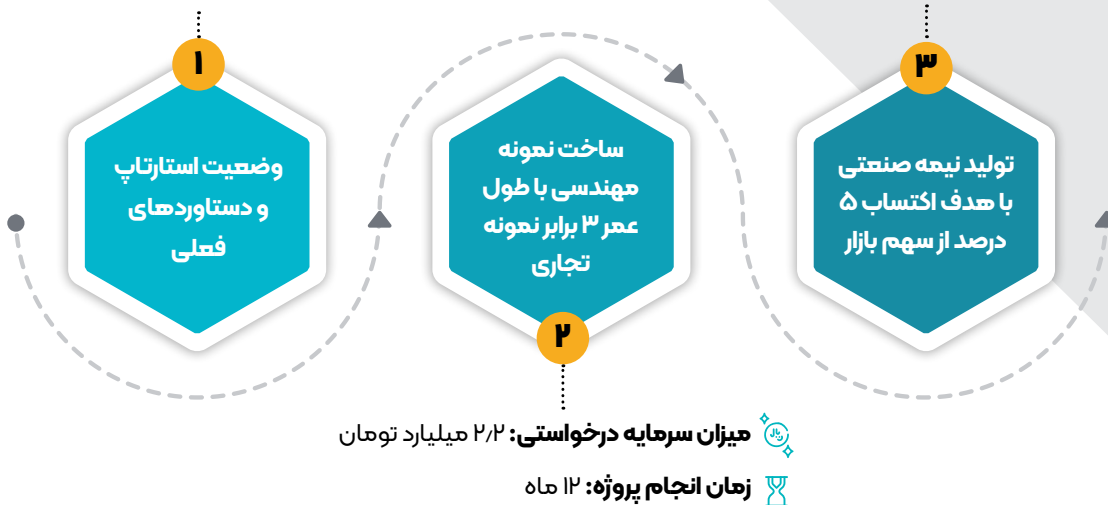 ۱
وضعیت استارتاپ
و دستاوردهای
فعلی
ساخت نمونه
مهندسی با طول
عمر ۳ برابر نمونه
تجاری
۲
میزان سرمایه درخواستی: ۲٫۲ میلیارد تومان
زمان انجام پروژه: ۱۲ ماه
۳
تولید نیمه صنعتی
با هدف اکتساب ۵
درصد از سهم بازار